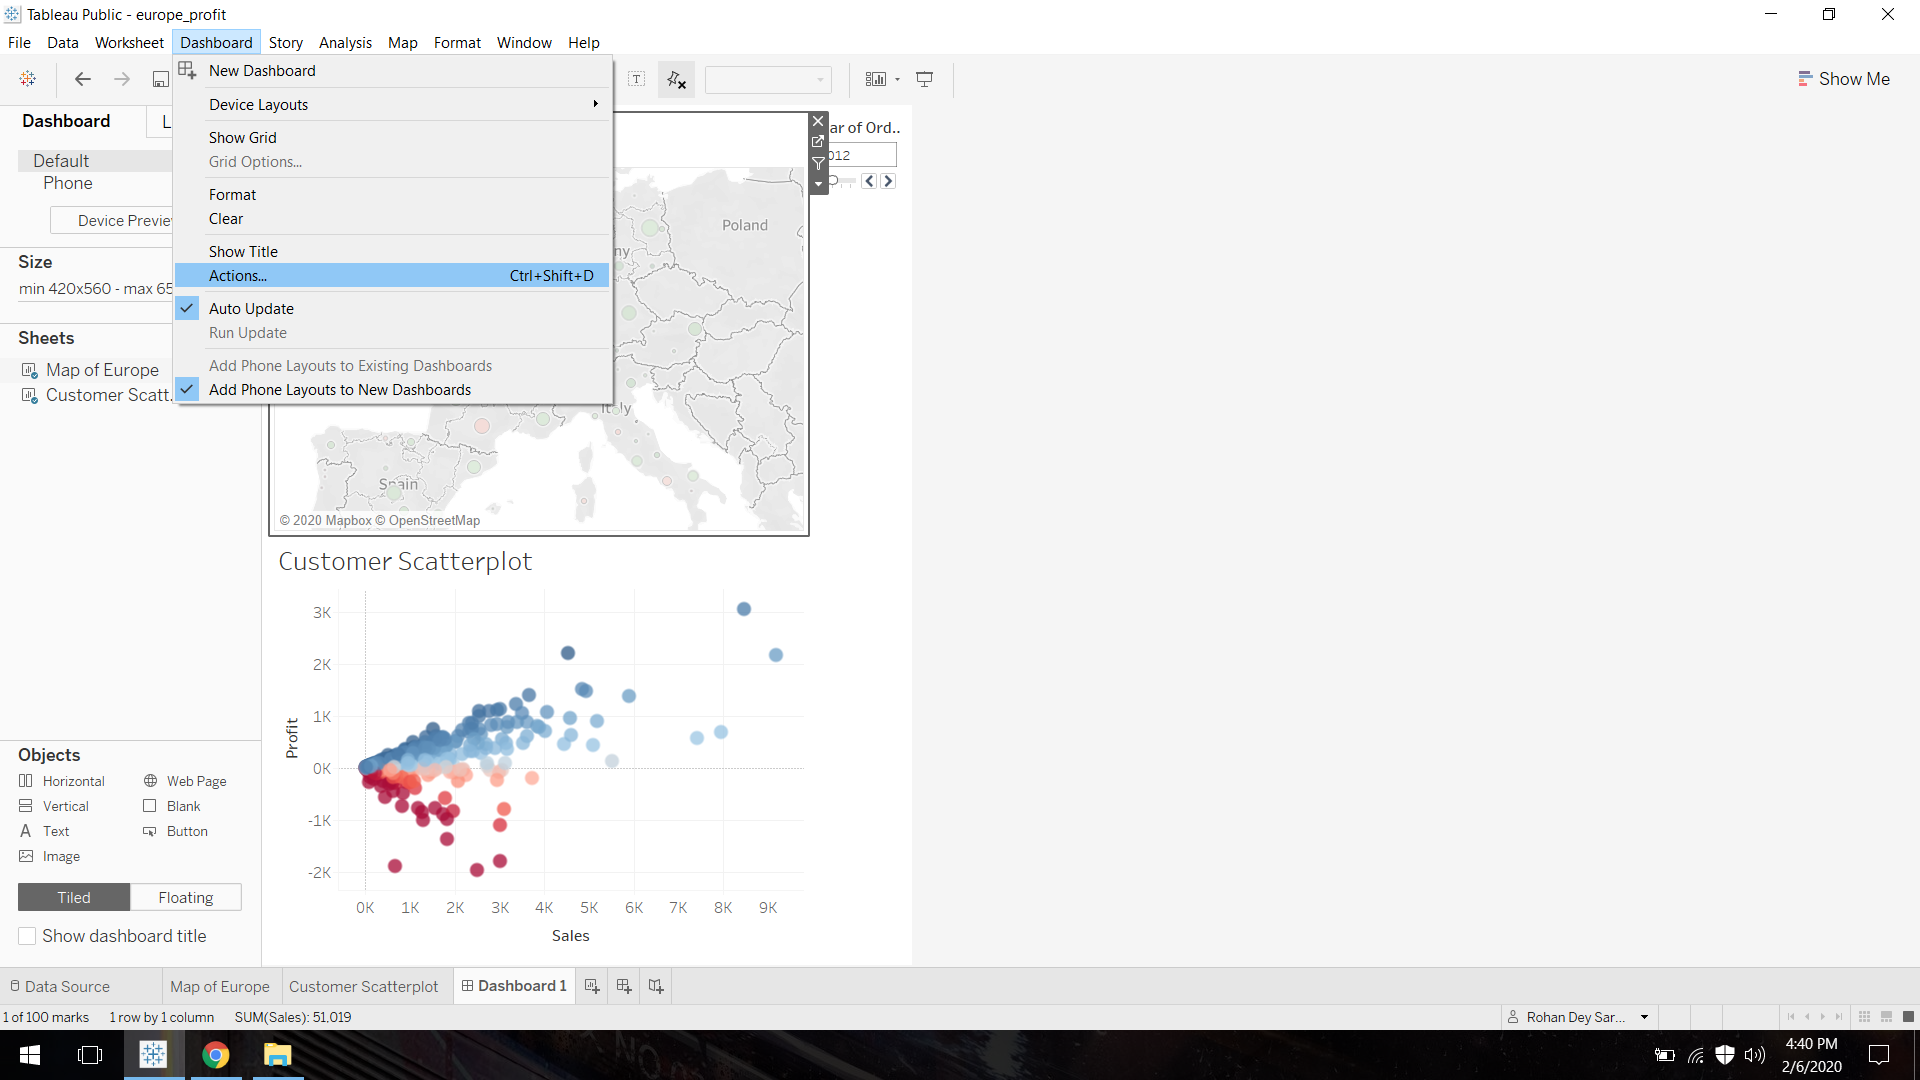 Tableau Public - europe_profit
File Data Worksheet Dashboard Story Analysis Map Format Window Help
New Dashboard
Device Layouts
Show Grid
Grid Options...
Format
Clear
Show Title
Actions... Ctrl+Shift+D
Auto Update
Run Update
Add Phone Layouts to Existing Dashboards
Add Phone Layouts to New Dashboards
T
Show Me
Dashboard L
Default
Phone
Device Previe
Size
min 420x560 - max 65
Sheets
Map of Europe
Customer Scatt.
ar of Ord..
012
Poland
ny
Italy
Spain
© 2020 Mapbox © OpenStreetMap
Customer Scatterplot
3K
2K
1K
0K
-1K
-2K
Profit
0K 1K 2K 3K 4K 5K 6K 7K 8K 9K
Sales
Objects
Horizontal Web Page
Vertical Blank
A Text Button
Image
Tiled Floating
Show dashboard title
Data Source Map of Europe Customer Scatterplot Dashboard 1
1 of 100 marks 1 row by 1 column SUM(Sales): 51,019
Rohan Dey Sar...
4:40 PM
2/6/2020